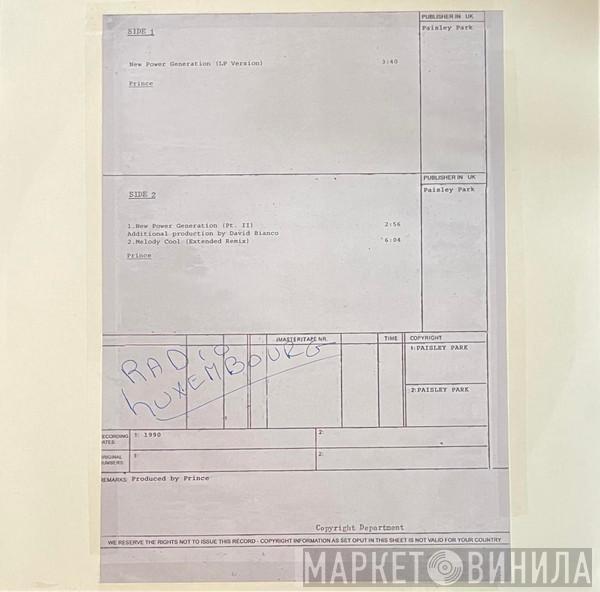 PUBLISHER IN UK
SIDE 1
Paisley Park
New Power Generation (LP Version) 3:40
Prince
PUBLISHER IN UK
SIDE 2
Paisley Park
1.New Power Generation (Pt. II) 2:56
Additional production by David Bianco
2.Melody Cool (Extended Remix) 6:04
Prince
(MASTER)TAPE NR. TIME COPYRIGHT
1: PAISLEY PARK
RADIO
LUXEMBOURG
2: PAISLEY PARK
ECORDING 1: 1990 2:
ATES:
RIGINAL 1: 2:
UMBERS:
REMARKS: Produced by Prince
Copyright Department
WE RESERVE THE RIGHTS NOT TO ISSUE THIS RECORD - COPYRIGHT INFORMATION AS SET OPUT IN THIS SHEET IS NOT VALID FOR YOUR COUNTRY
МАРКЕТ ВИНИЛА